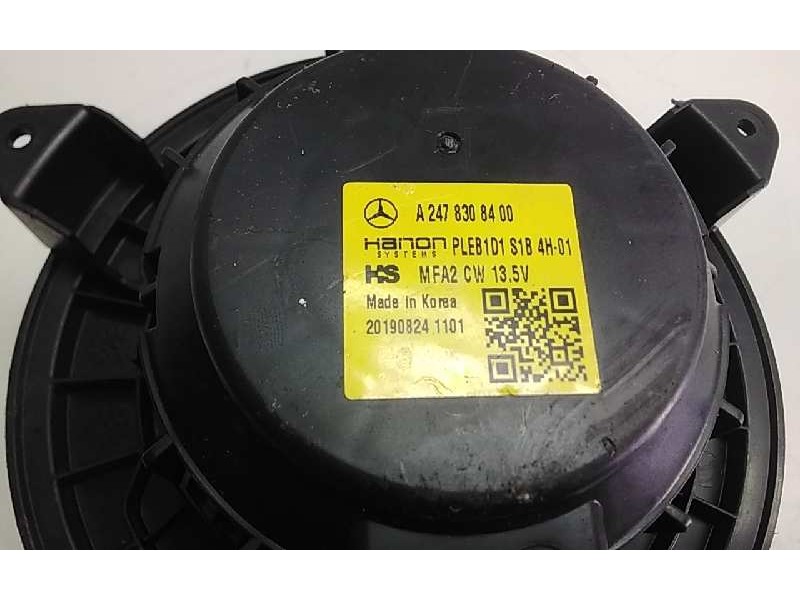 A 247 830 84 00
Hanon PLEB1D1 S1B 4H-01
SYSTEMS
HS MFA2 CW 13.5V
Made in Korea
20190824 1101